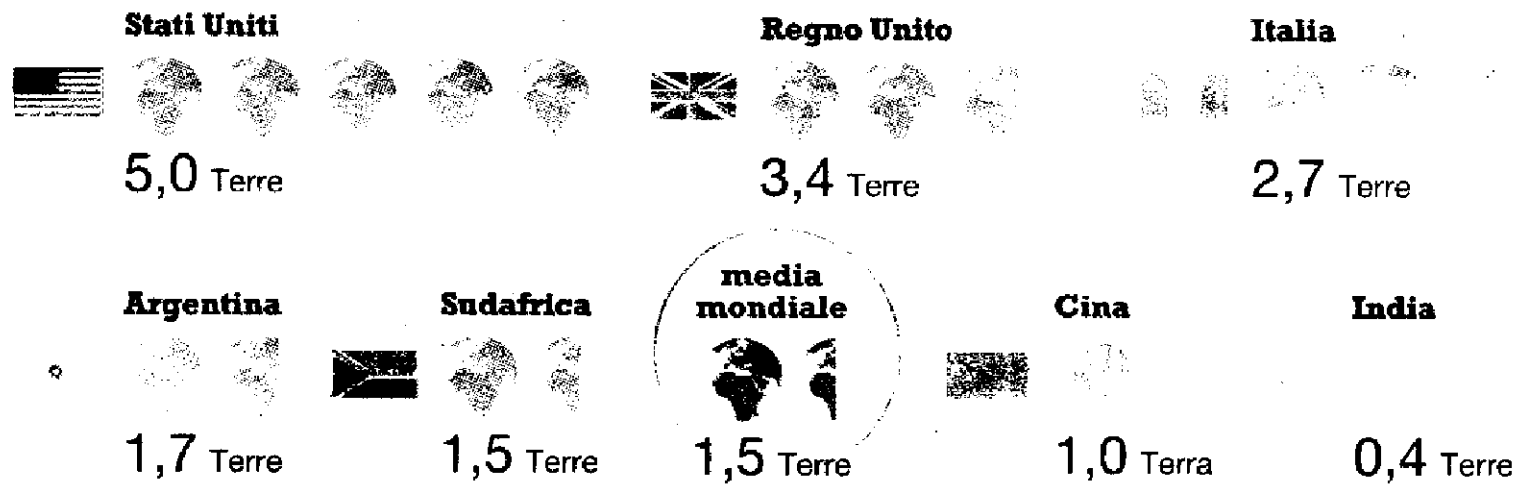 Stati Uniti
Regno Unito
Italia
5,0 Terre
3,4 Terre
2,7 Terre
Argentina
Sudafrica
media
mondiale
Cina
India
1,7 Terre
1,5 Terre
1,5 Terre
1,0 Terra
0,4 Terre